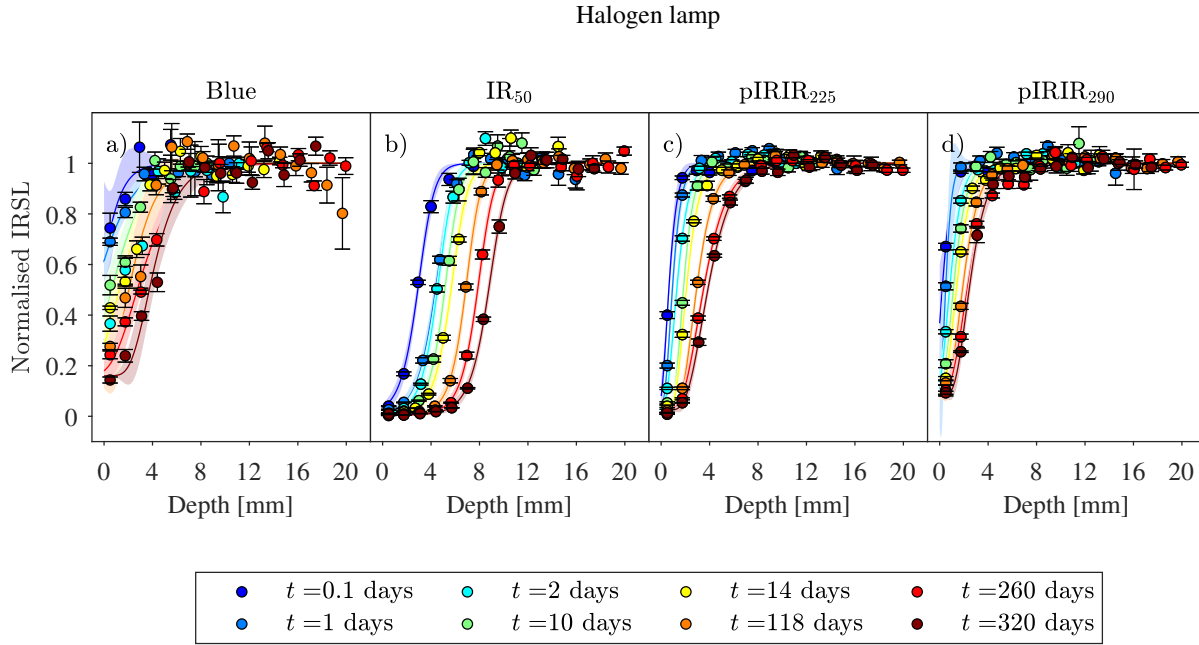 Halogen lamp
Blue IR₅₀ pIRIR₂₂₅ pIRIR₂₉₀
a) b) c) d)
1
0.8
0.6
0.4
0.2
0
Normalised IRSL
0 4 8 12 16 20 0 4 8 12 16 20 0 4 8 12 16 20 0 4 8 12 16 20
Depth [mm] Depth [mm] Depth [mm] Depth [mm]
t =0.1 days t =2 days t =14 days t =260 days
t =1 days t =10 days t =118 days t =320 days